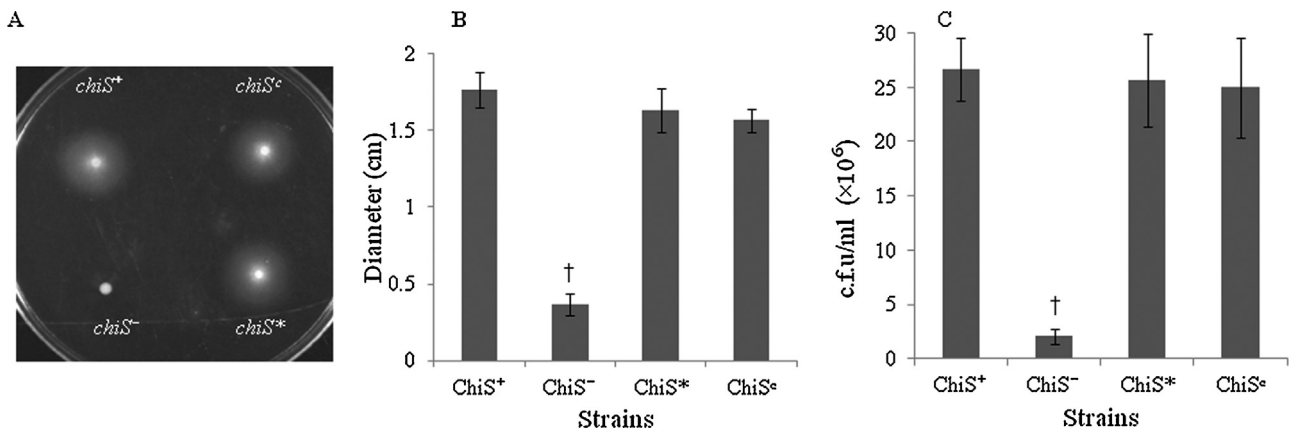 A
chiS⁺
chiSᶜ
chiS⁻
chiS*
B
2
1.5
1
0.5
0
Diameter (cm)
†
ChiS⁺
ChiS⁻
ChiS*
ChiSᶜ
Strains
C
30
25
20
15
10
5
0
c.f.u/ml (×10⁶)
†
ChiS⁺
ChiS⁻
ChiS*
ChiSᶜ
Strains